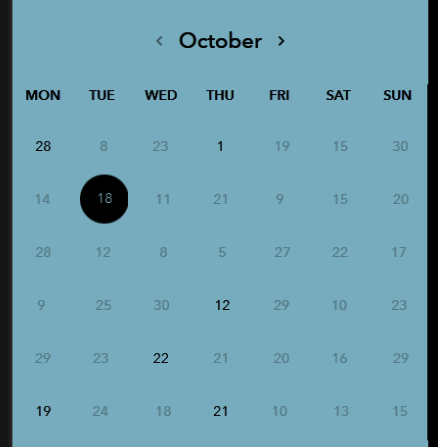 ‹ October ›
MON TUE WED THU FRI SAT SUN
28 8 23 1 19 15 30
14 18 11 21 9 15 20
28 12 8 5 27 22 17
9 25 30 12 29 10 23
29 23 22 21 20 16 29
19 24 18 21 10 13 15